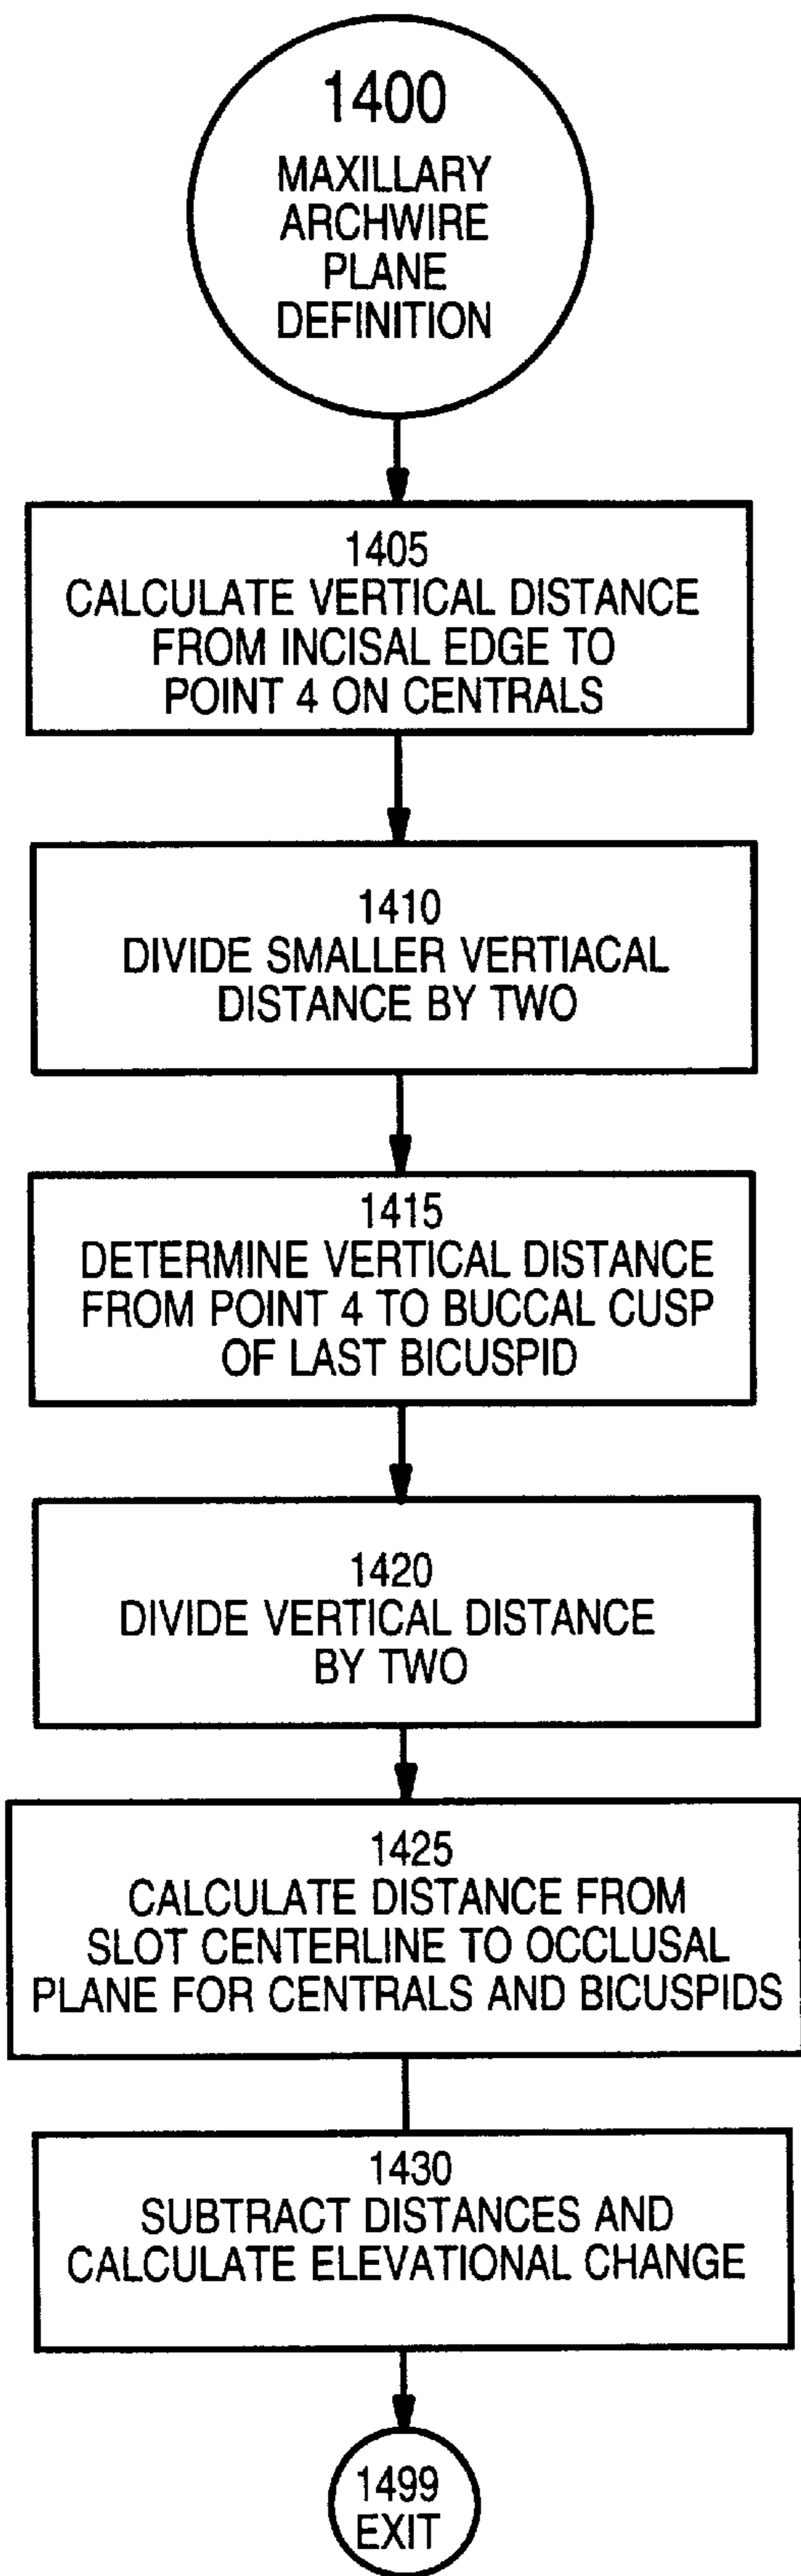 1400
MAXILLARY
ARCHWIRE
PLANE
DEFINITION
1405
CALCULATE VERTICAL DISTANCE
FROM INCISAL EDGE TO
POINT 4 ON CENTRALS
1410
DIVIDE SMALLER VERTIACAL
DISTANCE BY TWO
1415
DETERMINE VERTICAL DISTANCE
FROM POINT 4 TO BUCCAL CUSP
OF LAST BICUSPID
1420
DIVIDE VERTICAL DISTANCE
BY TWO
1425
CALCULATE DISTANCE FROM
SLOT CENTERLINE TO OCCLUSAL
PLANE FOR CENTRALS AND BICUSPIDS
1430
SUBTRACT DISTANCES AND
CALCULATE ELEVATIONAL CHANGE
1499
EXIT